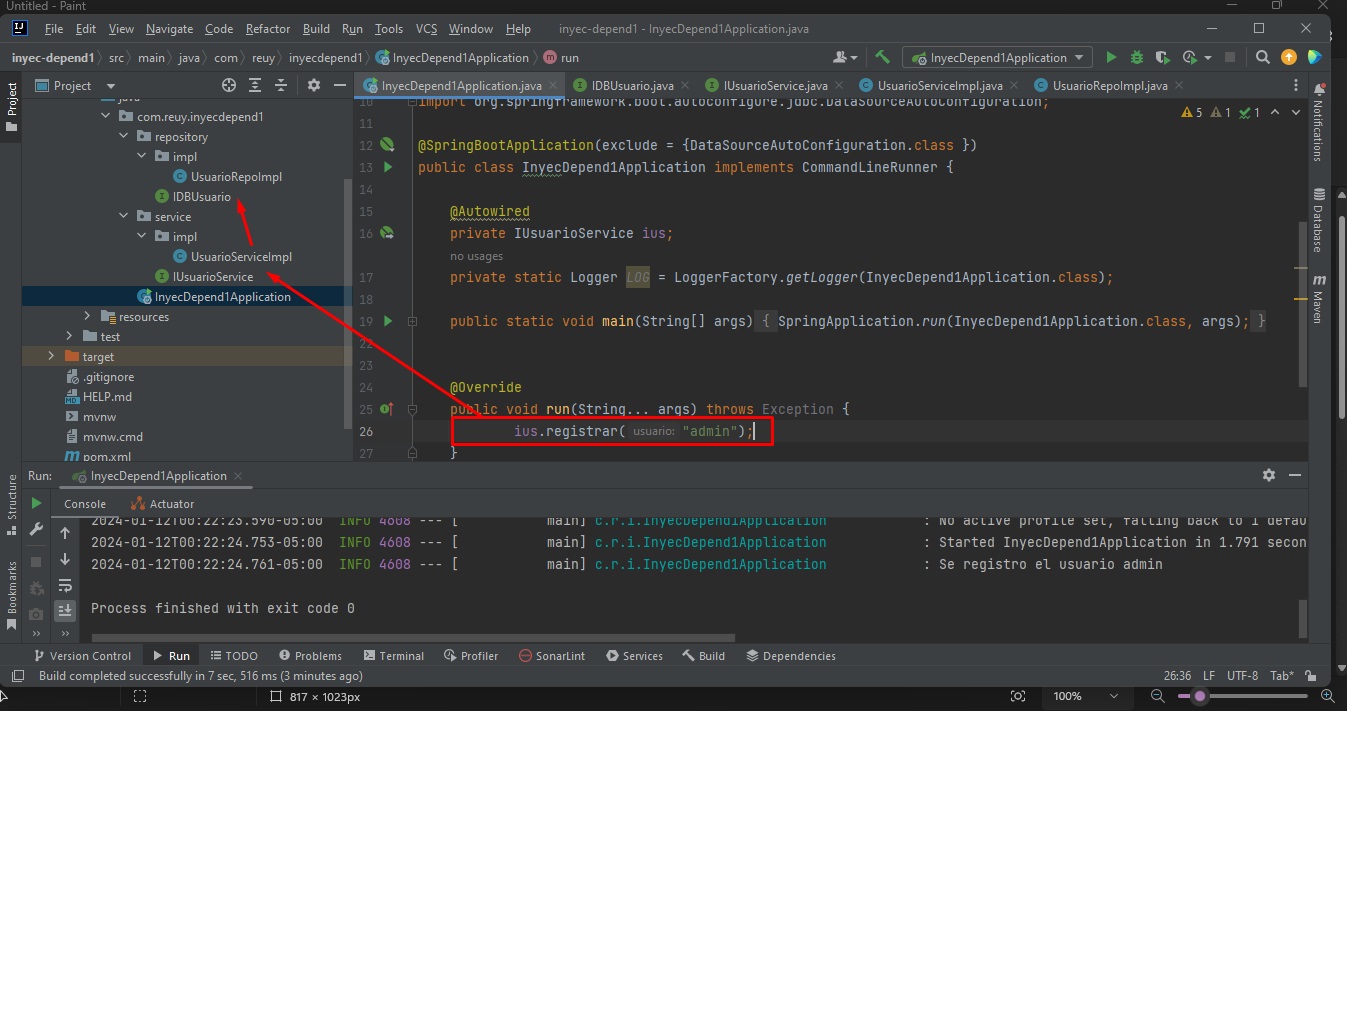 Untitled - Paint
File Edit View Navigate Code Refactor Build Run Tools VCS Window Help inyec-depend1 - InyecDepend1Application.java
inyec-depend1 src main java com reuy inyecdepend1 InyecDepend1Application run InyecDepend1Application
Project
Project
InyecDepend1Application.java IDBUsuario.java IUsuarioService.java UsuarioServiceImpl.java UsuarioRepoImpl.java
java
com.reuy.inyecdepend1
repository
impl
UsuarioRepoImpl
IDBUsuario
service
impl
UsuarioServiceImpl
IUsuarioService
InyecDepend1Application
resources
test
target
.gitignore
HELP.md
mvnw
mvnw.cmd
pom.xml
5 1 1
10 import org.springframework.boot.autoconfigure.jdbc.DataSourceAutoConfiguration;
11
12 @SpringBootApplication(exclude = {DataSourceAutoConfiguration.class })
13 public class InyecDepend1Application implements CommandLineRunner {
14
15 @Autowired
16 private IUsuarioService ius;
no usages
17 private static Logger LOG = LoggerFactory.getLogger(InyecDepend1Application.class);
18
19 public static void main(String[] args) { SpringApplication.run(InyecDepend1Application.class, args); }
22
23
24 @Override
25 public void run(String... args) throws Exception {
26 ius.registrar( usuario: "admin");
27 }
Notifications
Database
Maven
Structure
Bookmarks
Run: InyecDepend1Application
Console Actuator
2024-01-12T00:22:23.590-05:00 INFO 4608 --- [ main] c.r.i.InyecDepend1Application : No active profile set, falling back to 1 defau
2024-01-12T00:22:24.753-05:00 INFO 4608 --- [ main] c.r.i.InyecDepend1Application : Started InyecDepend1Application in 1.791 secon
2024-01-12T00:22:24.761-05:00 INFO 4608 --- [ main] c.r.i.InyecDepend1Application : Se registro el usuario admin
Process finished with exit code 0
Version Control Run TODO Problems Terminal Profiler SonarLint Services Build Dependencies
Build completed successfully in 7 sec, 516 ms (3 minutes ago) 26:36 LF UTF-8 Tab*
817 × 1023px 100%